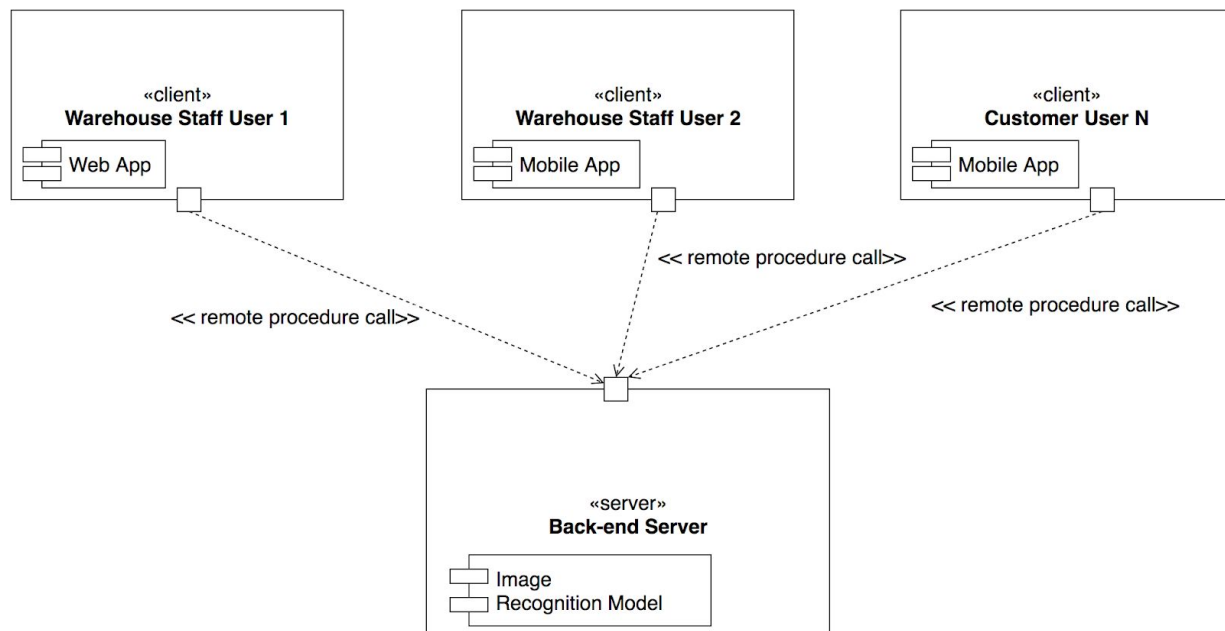 «client»
Warehouse Staff User 1
Web App
«client»
Warehouse Staff User 2
Mobile App
«client»
Customer User N
Mobile App
<< remote procedure call>>
<< remote procedure call>>
<< remote procedure call>>
«server»
Back-end Server
Image
Recognition Model